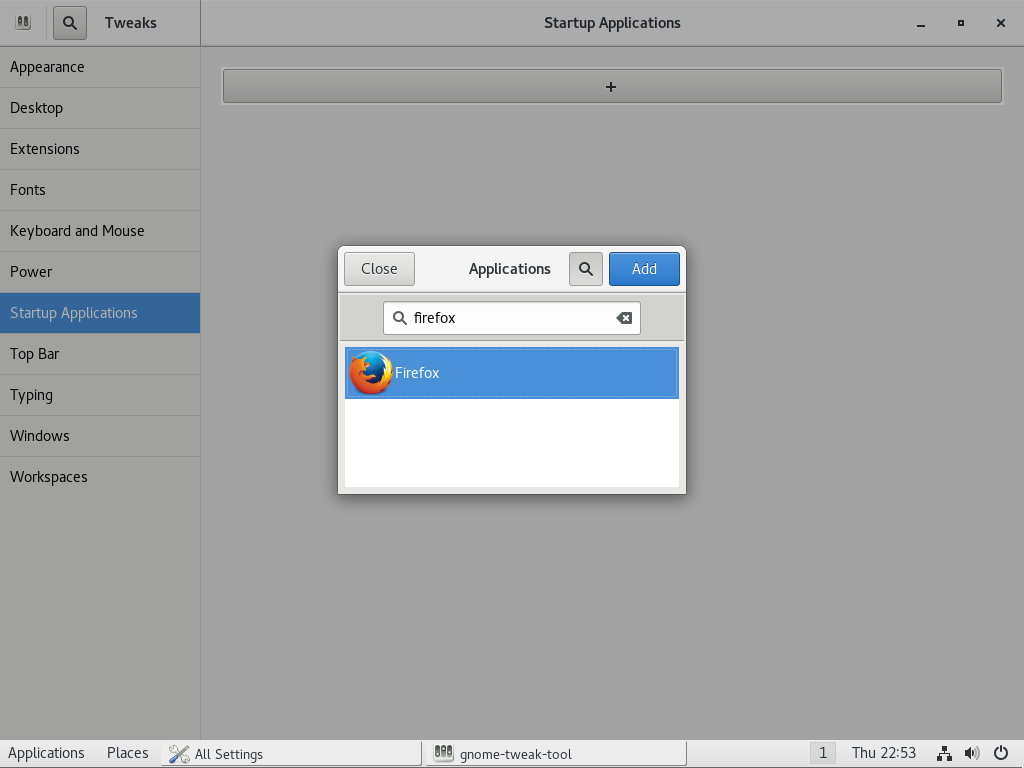 Tweaks
Startup Applications
Appearance
Desktop
Extensions
Fonts
Keyboard and Mouse
Power
Startup Applications
Top Bar
Typing
Windows
Workspaces
+
Close
Applications
Add
firefox
Firefox
Applications
Places
All Settings
gnome-tweak-tool
1
Thu 22:53